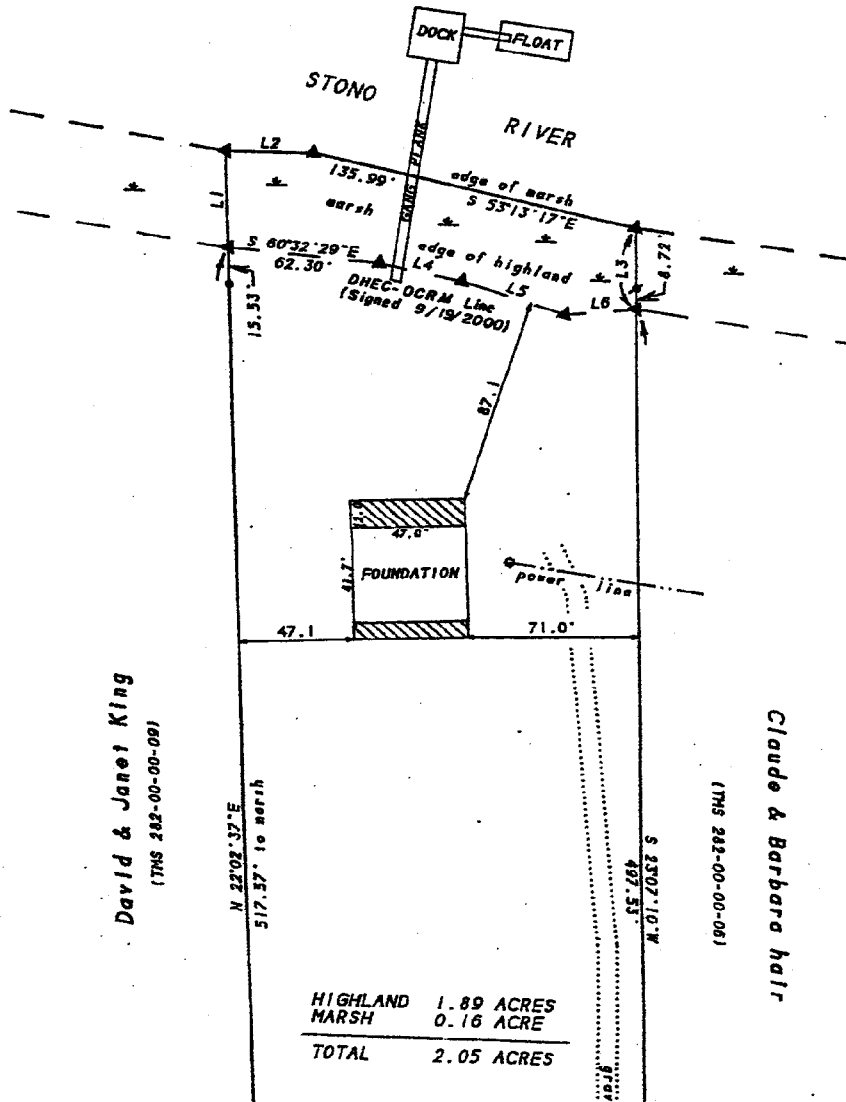 DOCK
FLOAT
STONO
RIVER
GANG PLANK
L2
135.99'
edge of marsh
S 53°13'17"E
L1
marsh
S 60°32'29"E
62.30'
edge of highland
L4
L5
L6
L3
8.72'
15.53'
DHEC-OCRM Line
(Signed 9/19/2000)
87.1
47.0'
41.7'
FOUNDATION
power line
47.1
71.0'
David & Janet King
(TMS 282-00-00-09)
N 22°02'37"E
517.57' to marsh
S 23°07'10"W
497.53'
(TMS 282-00-00-06)
Claude & Barbara hair
HIGHLAND 1.89 ACRES
MARSH 0.16 ACRE
TOTAL 2.05 ACRES
grav